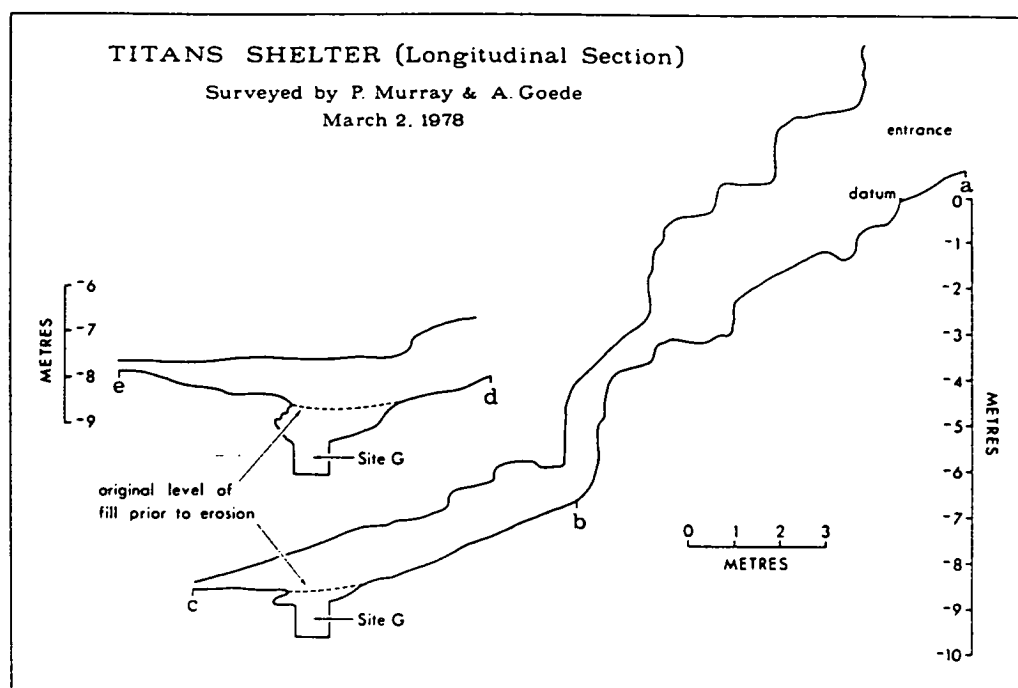 TITANS SHELTER (Longitudinal Section)
Surveyed by P. Murray & A. Goede
March 2, 1978
entrance
a
datum
0
-1
-2
-3
-4
-5
-6
-7
-8
-9
-10
METRES
-6
-7
-8
-9
METRES
e
d
Site G
original level of
fill prior to erosion
b
c
Site G
0 1 2 3
METRES